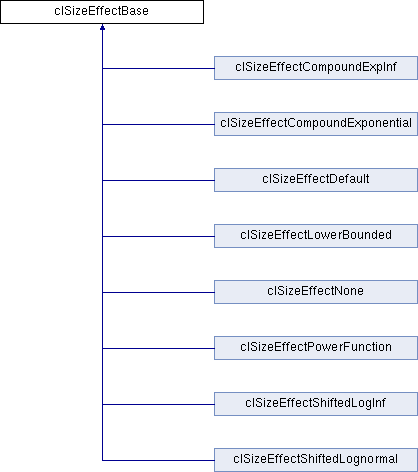 clSizeEffectBase
clSizeEffectCompoundExpInf
clSizeEffectCompoundExponential
clSizeEffectDefault
clSizeEffectLowerBounded
clSizeEffectNone
clSizeEffectPowerFunction
clSizeEffectShiftedLogInf
clSizeEffectShiftedLognormal